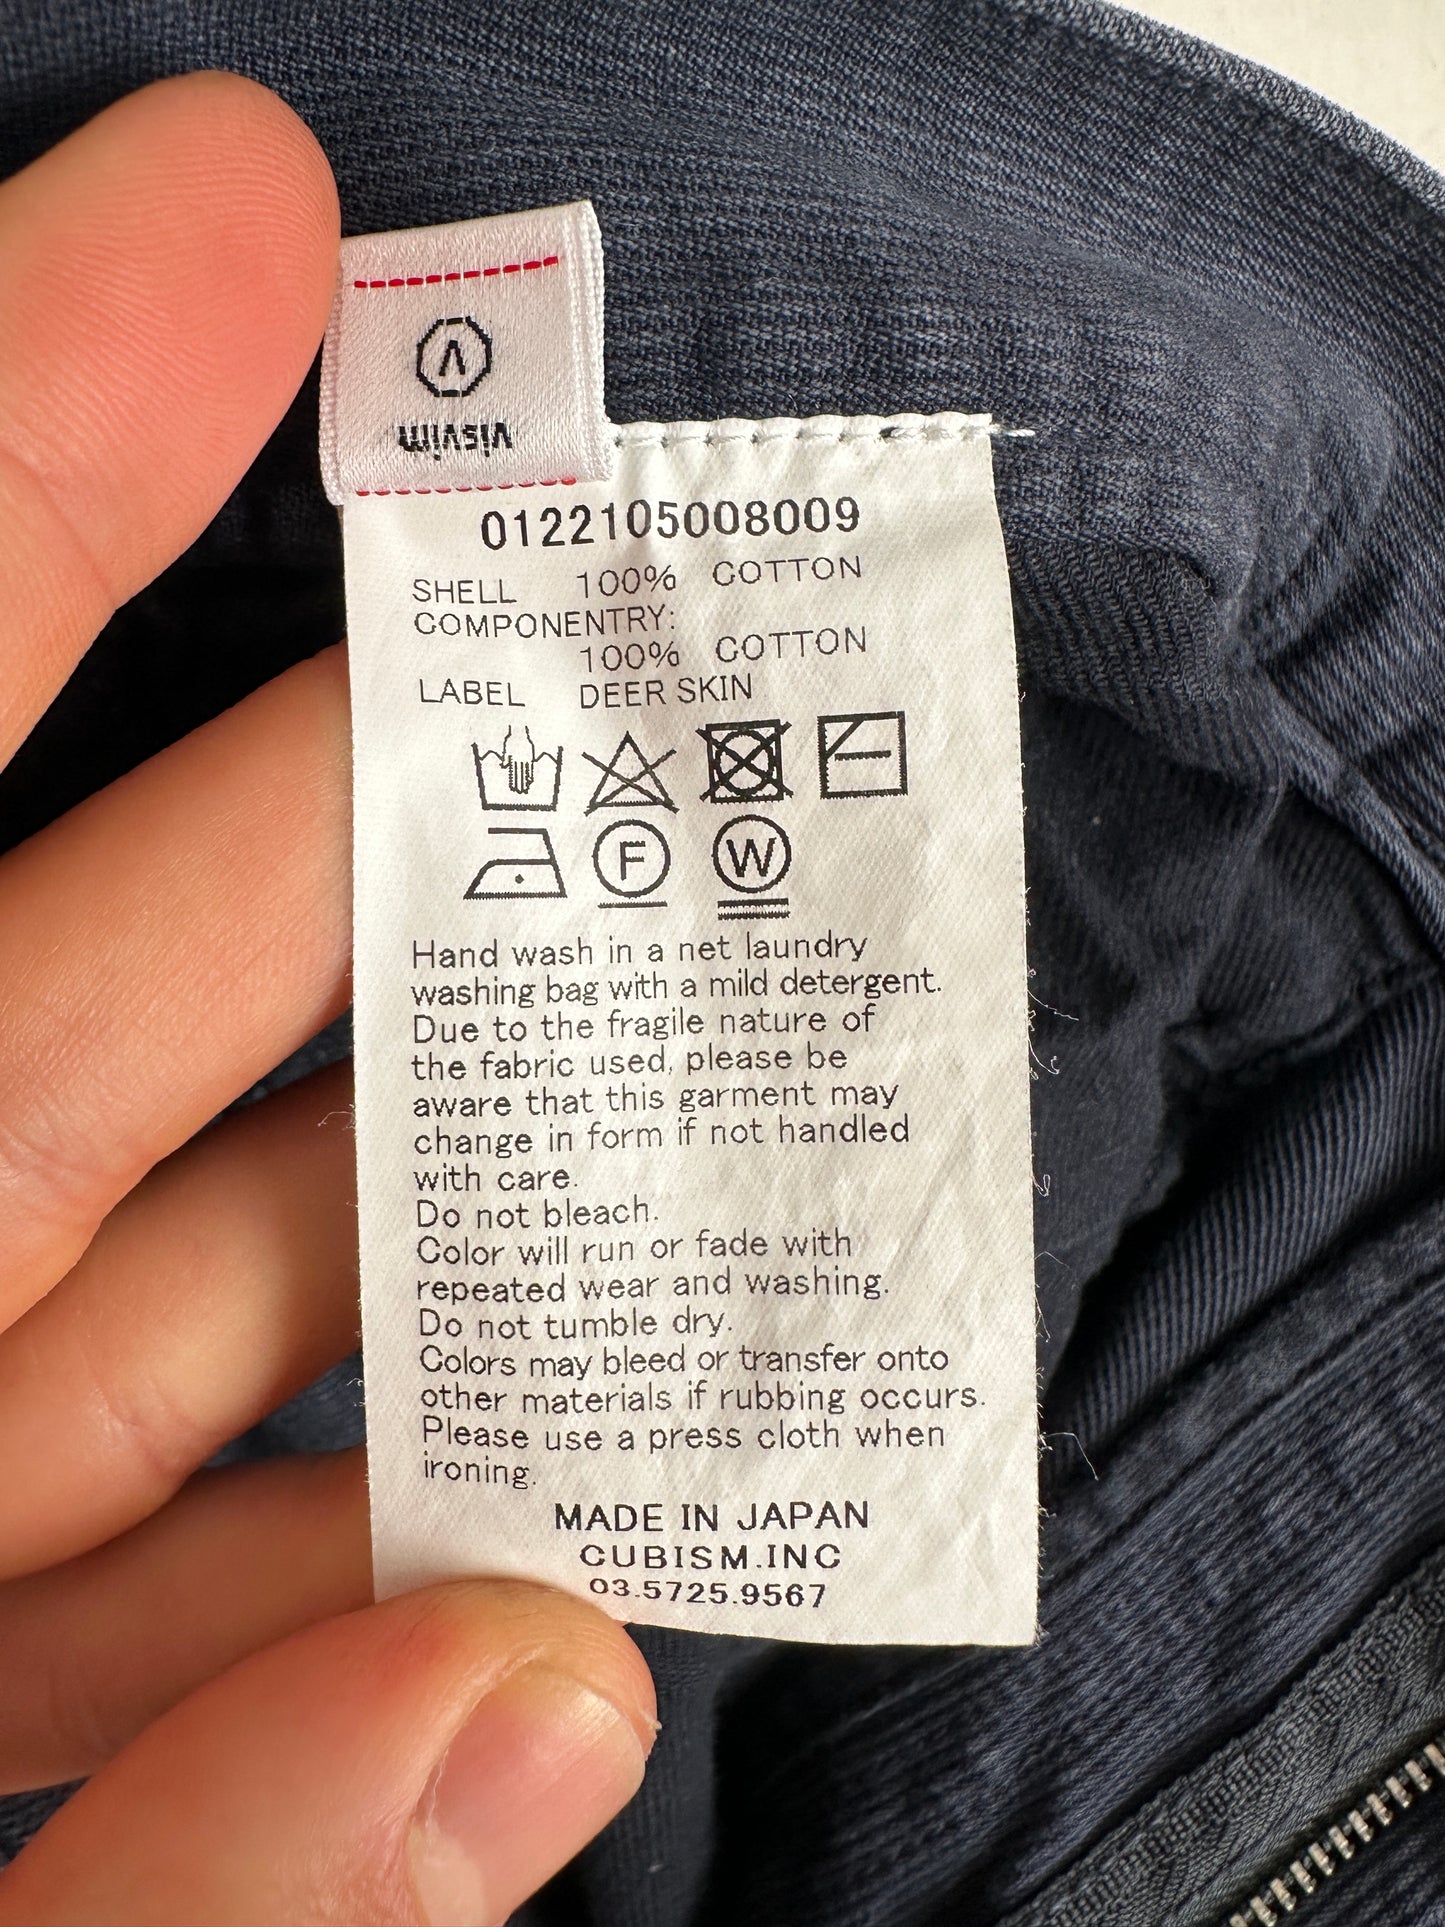 visvim
0122105008009
SHELL 100% COTTON
COMPONENTRY:
100% COTTON
LABEL DEER SKIN
F W
Hand wash in a net laundry
washing bag with a mild detergent.
Due to the fragile nature of
the fabric used, please be
aware that this garment may
change in form if not handled
with care.
Do not bleach.
Color will run or fade with
repeated wear and washing.
Do not tumble dry.
Colors may bleed or transfer onto
other materials if rubbing occurs.
Please use a press cloth when
ironing.
MADE IN JAPAN
CUBISM.INC
03.5725.9567